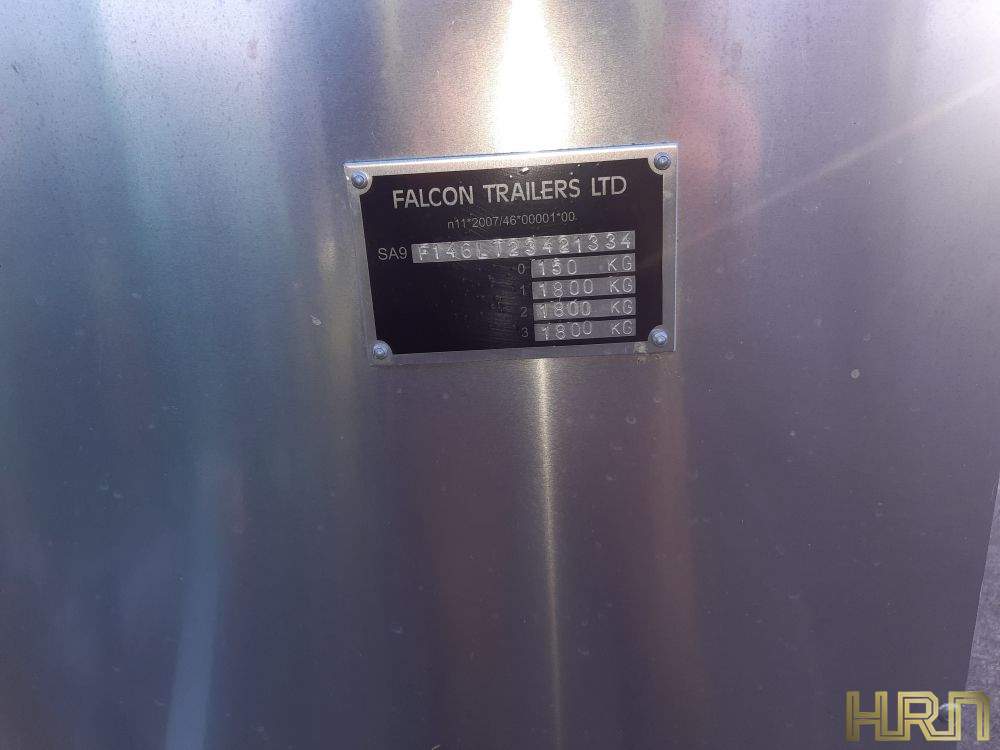 FALCON TRAILERS LTD
n11*2007/46*00001*00
SA9 F146LT23421334
0 150 KG
1 1800 KG
2 1800 KG
3 1800 KG
HRN